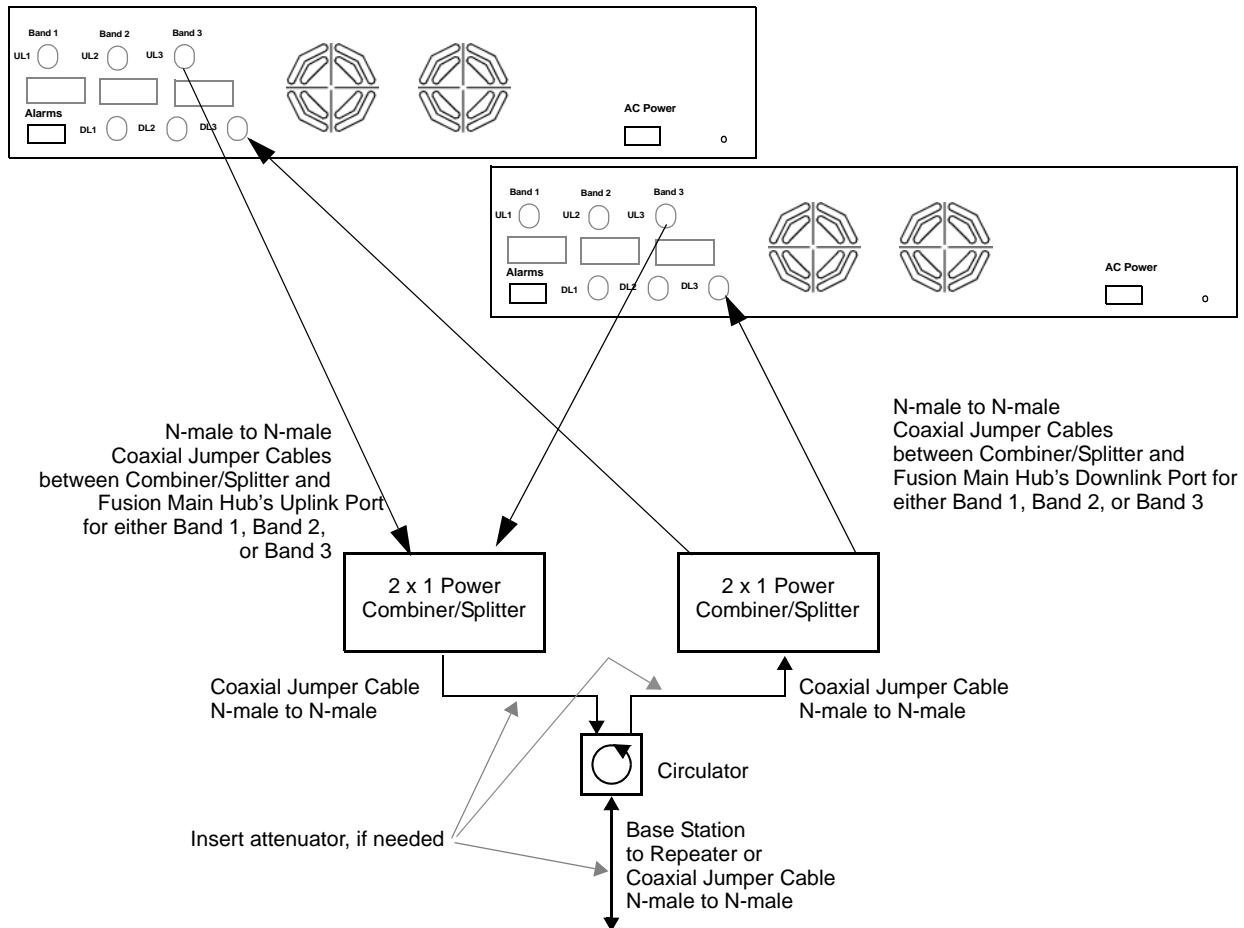 Band 1 Band 2 Band 3
UL1 UL2 UL3
Alarms
DL1 DL2 DL3
AC Power
Band 1 Band 2 Band 3
UL1 UL2 UL3
Alarms
DL1 DL2 DL3
AC Power
N-male to N-male
Coaxial Jumper Cables
between Combiner/Splitter and
Fusion Main Hub's Uplink Port
for either Band 1, Band 2,
or Band 3
N-male to N-male
Coaxial Jumper Cables
between Combiner/Splitter and
Fusion Main Hub's Downlink Port for
either Band 1, Band 2, or Band 3
2 x 1 Power
Combiner/Splitter
2 x 1 Power
Combiner/Splitter
Coaxial Jumper Cable
N-male to N-male
Coaxial Jumper Cable
N-male to N-male
Circulator
Insert attenuator, if needed
Base Station
to Repeater or
Coaxial Jumper Cable
N-male to N-male